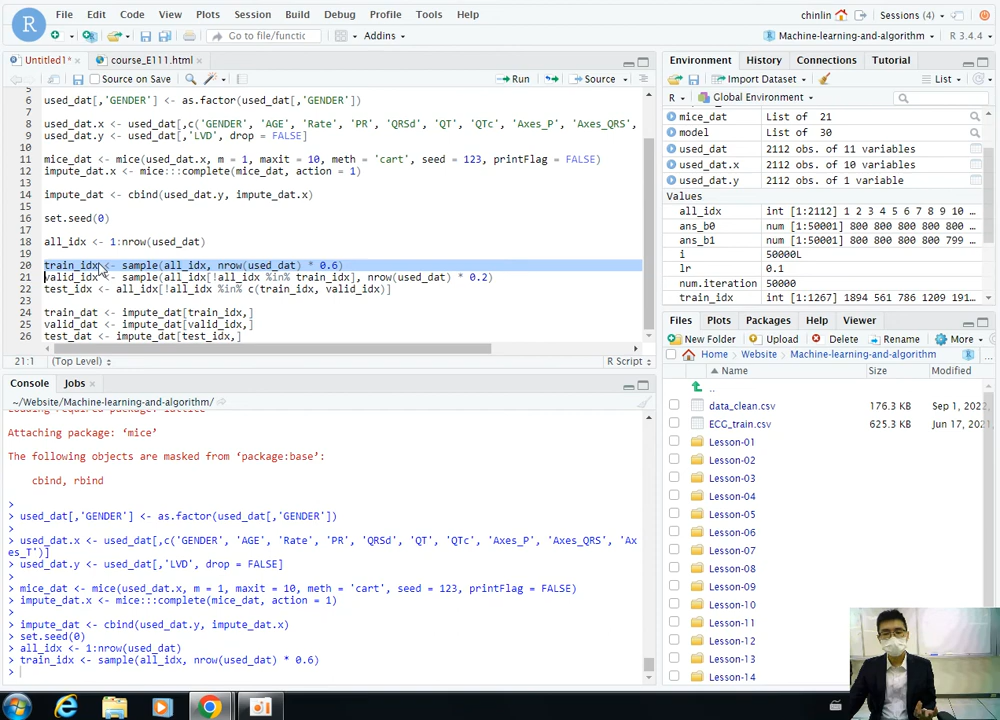 File Edit Code View Plots Session Build Debug Profile Tools Help
chinlin Sessions (4)
Go to file/functic Addins
Machine-learning-and-algorithm R 3.4.4
Untitled1* course_E111.html
Source on Save Run Source
6 used_dat[,'GENDER'] <- as.factor(used_dat[,'GENDER'])
7
8 used_dat.x <- used_dat[,c('GENDER', 'AGE', 'Rate', 'PR', 'QRSd', 'QT', 'QTc', 'Axes_P', 'Axes_QRS',
9 used_dat.y <- used_dat[,'LVD', drop = FALSE]
10
11 mice_dat <- mice(used_dat.x, m = 1, maxit = 10, meth = 'cart', seed = 123, printFlag = FALSE)
12 impute_dat.x <- mice:::complete(mice_dat, action = 1)
13
14 impute_dat <- cbind(used_dat.y, impute_dat.x)
15
16 set.seed(0)
17
18 all_idx <- 1:nrow(used_dat)
19
20 train_idx <- sample(all_idx, nrow(used_dat) * 0.6)
21 valid_idx <- sample(all_idx[!all_idx %in% train_idx], nrow(used_dat) * 0.2)
22 test_idx <- all_idx[!all_idx %in% c(train_idx, valid_idx)]
23
24 train_dat <- impute_dat[train_idx,]
25 valid_dat <- impute_dat[valid_idx,]
26 test_dat <- impute_dat[test_idx,]
21:1 (Top Level) R Script
Console Jobs
~/Website/Machine-learning-and-algorithm/
Attaching package: ‘mice’
The following objects are masked from ‘package:base’:
cbind, rbind
>
> used_dat[,'GENDER'] <- as.factor(used_dat[,'GENDER'])
>
> used_dat.x <- used_dat[,c('GENDER', 'AGE', 'Rate', 'PR', 'QRSd', 'QT', 'QTc', 'Axes_P', 'Axes_QRS', 'Ax
es_T')]
> used_dat.y <- used_dat[,'LVD', drop = FALSE]
>
> mice_dat <- mice(used_dat.x, m = 1, maxit = 10, meth = 'cart', seed = 123, printFlag = FALSE)
> impute_dat.x <- mice:::complete(mice_dat, action = 1)
>
> impute_dat <- cbind(used_dat.y, impute_dat.x)
> set.seed(0)
> all_idx <- 1:nrow(used_dat)
> train_idx <- sample(all_idx, nrow(used_dat) * 0.6)
>
Environment History Connections Tutorial
Import Dataset List
R Global Environment
mice_dat List of 21
model List of 30
used_dat 2112 obs. of 11 variables
used_dat.x 2112 obs. of 10 variables
used_dat.y 2112 obs. of 1 variable
Values
all_idx int [1:2112] 1 2 3 4 5 6 7 8 9 10 …
ans_b0 num [1:50001] 800 800 800 800 800 …
ans_b1 num [1:50001] 800 800 800 800 799 …
i 50000L
lr 0.1
num.iteration 50000
train_idx int [1:1267] 1894 561 786 1209 191…
Files Plots Packages Help Viewer
New Folder Upload Delete Rename More
Home Website Machine-learning-and-algorithm ...
Name Size Modified
..
data_clean.csv 176.3 KB Sep 1, 2022,
ECG_train.csv 625.3 KB Jun 17, 2021,
Lesson-01
Lesson-02
Lesson-03
Lesson-04
Lesson-05
Lesson-06
Lesson-07
Lesson-08
Lesson-09
Lesson-10
Lesson-11
Lesson-12
Lesson-13
Lesson-14